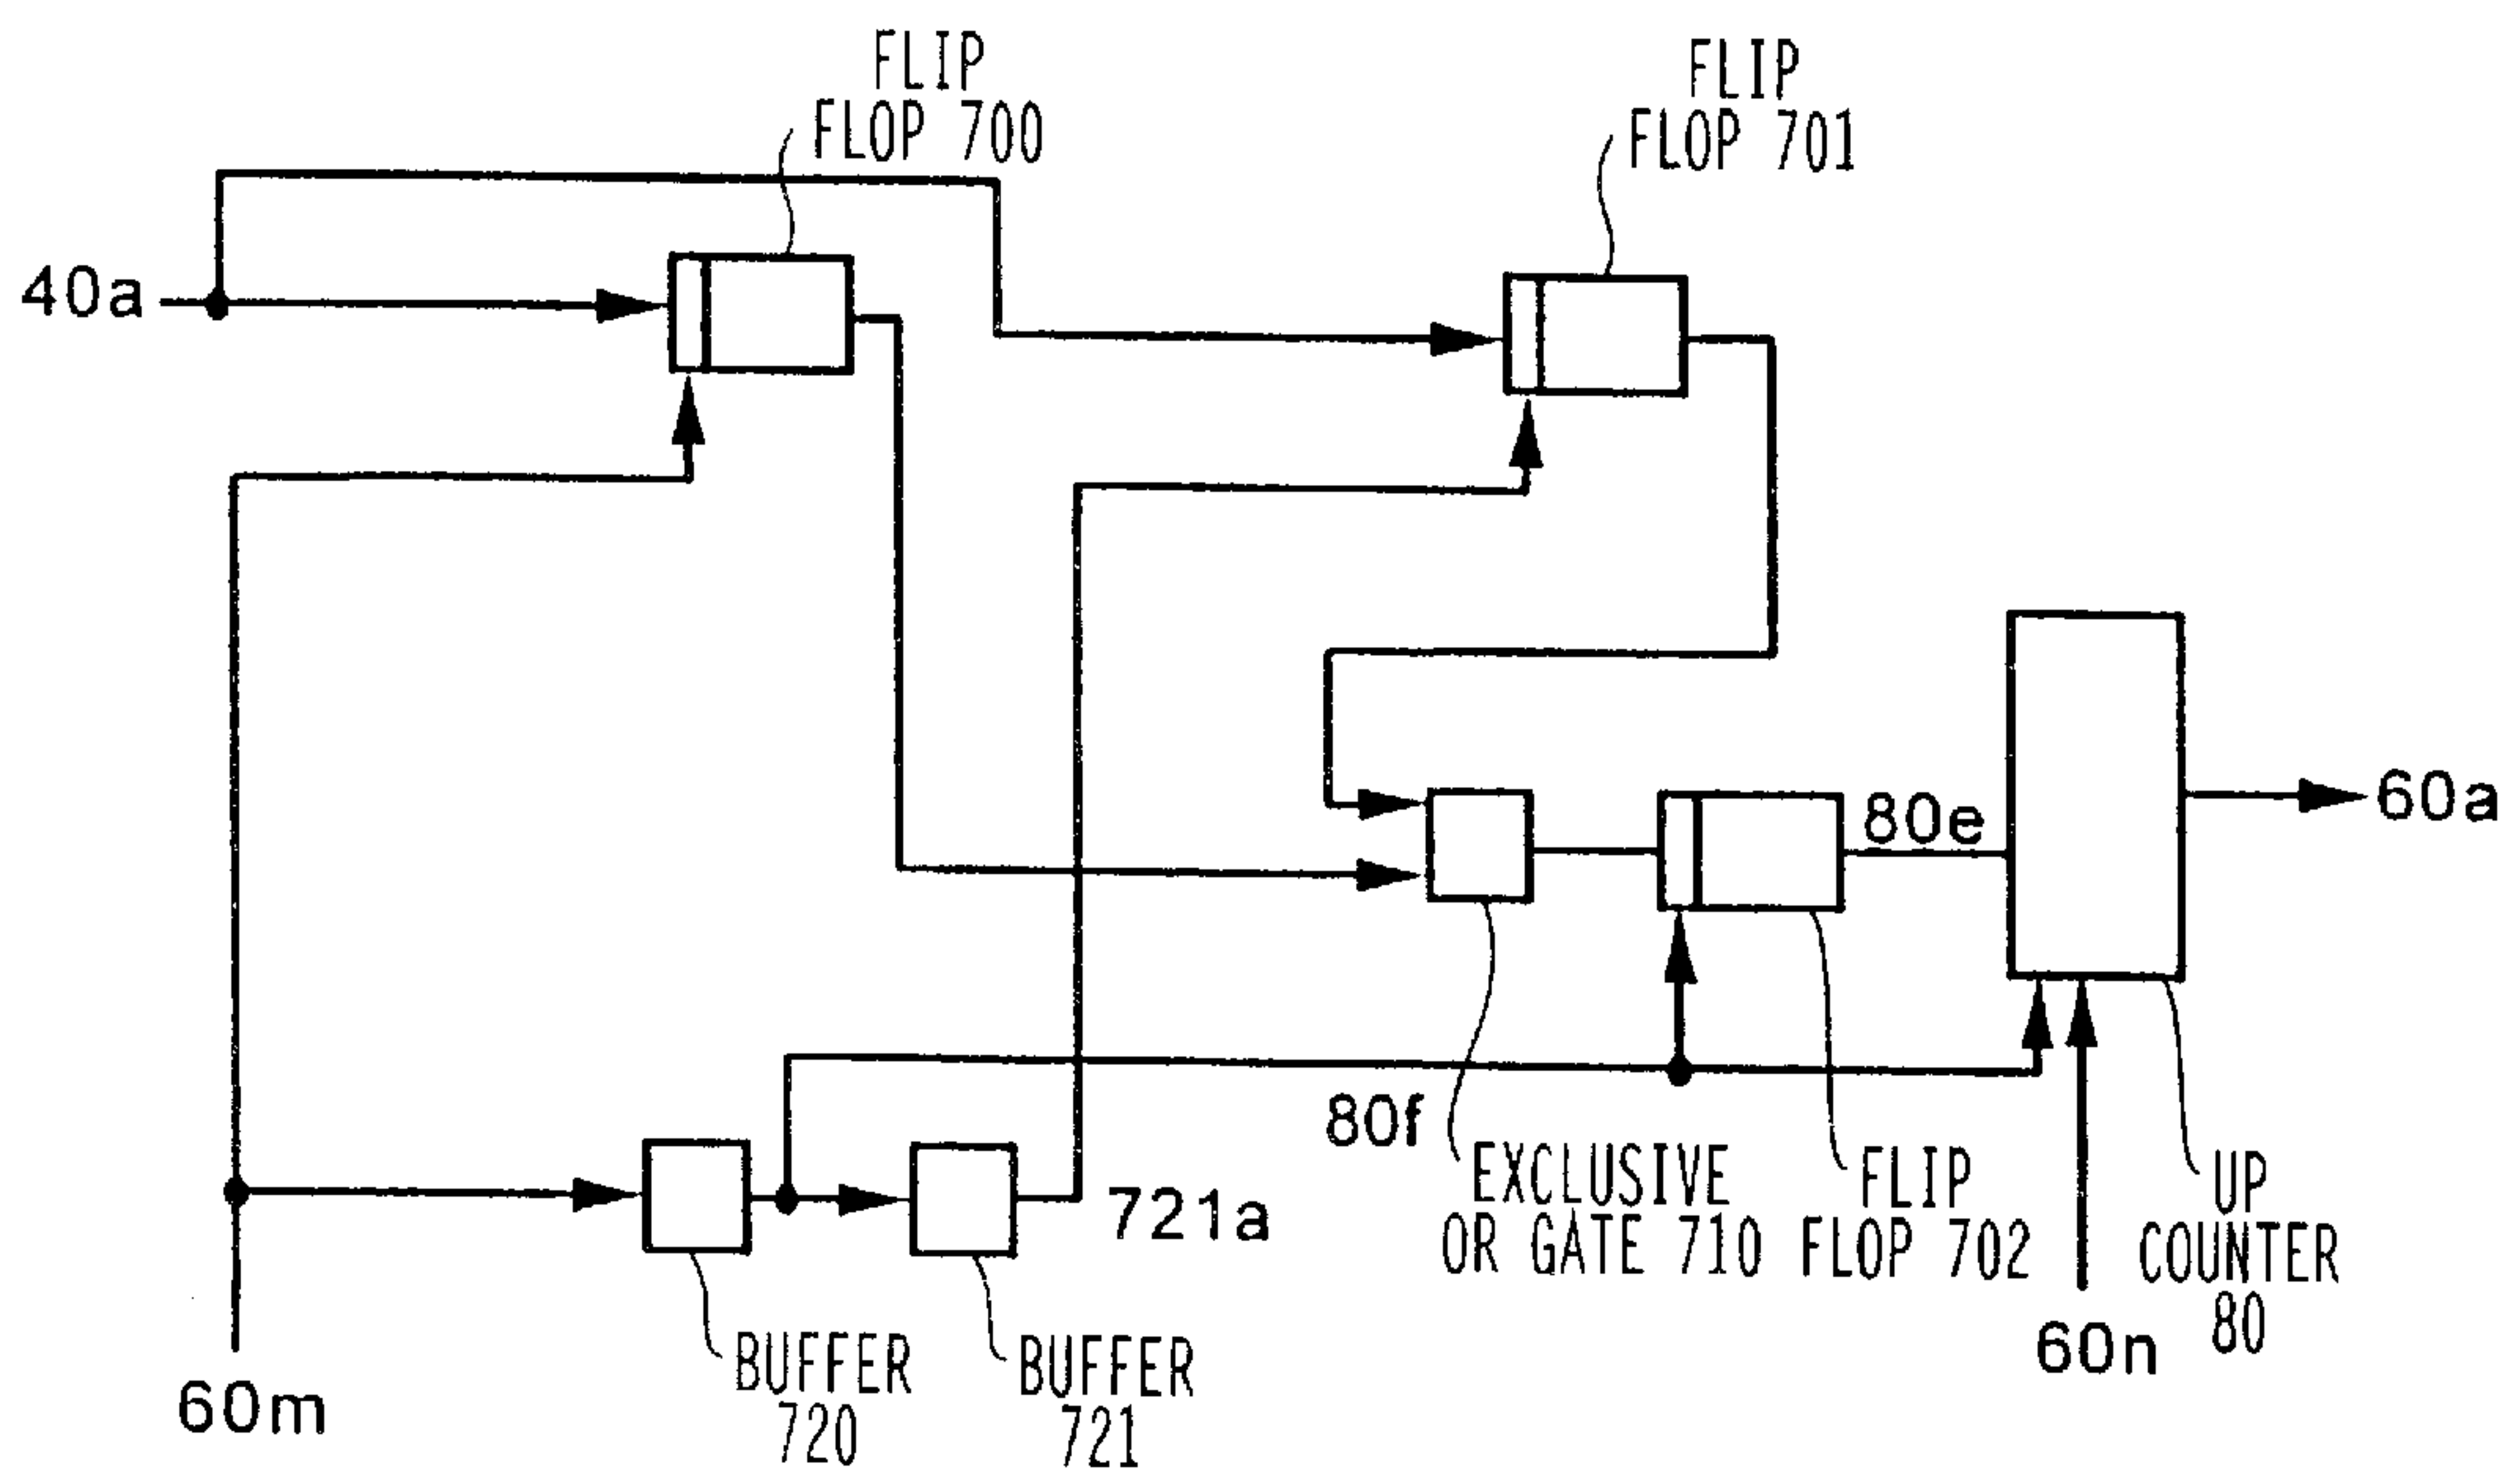 FLIP
FLOP 700
FLIP
FLOP 701
40a
80e
60a
80f
721a
EXCLUSIVE
OR GATE 710
FLIP
FLOP 702
UP
COUNTER
80
60n
BUFFER
720
BUFFER
721
60m